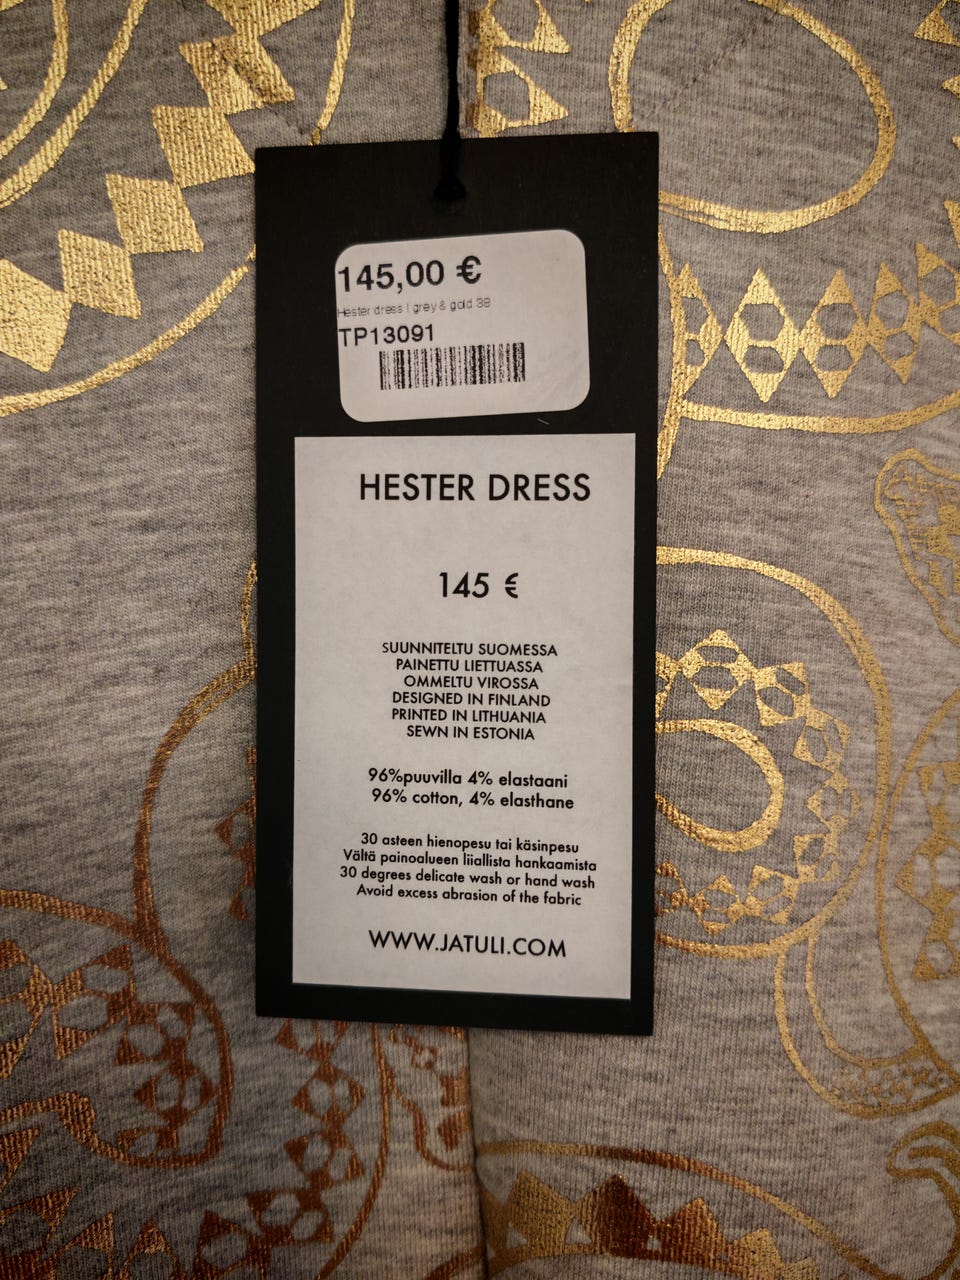 145,00 €
Hester dress | grey & gold 38
TP13091
HESTER DRESS
145 €
SUUNNITELTU SUOMESSA
PAINETTU LIETTUASSA
OMMELTU VIROSSA
DESIGNED IN FINLAND
PRINTED IN LITHUANIA
SEWN IN ESTONIA
96%puuvilla 4% elastaani
96% cotton, 4% elasthane
30 asteen hienopesu tai käsinpesu
Vältä painoalueen liiallista hankaamista
30 degrees delicate wash or hand wash
Avoid excess abrasion of the fabric
WWW.JATULI.COM